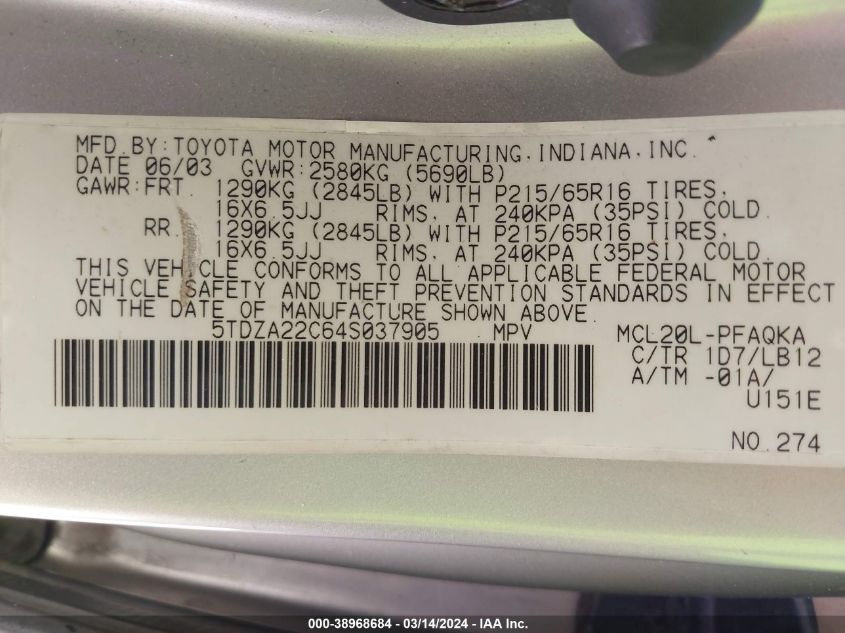 MFD.BY:TOYOTA MOTOR MANUFACTURING.INDIANA.INC.
DATE 06/03 GVWR:2580KG (5690LB)
GAWR:FRT. 1290KG (2845LB) WITH P215/65R16 TIRES.
16X6.5JJ RIMS. AT 240KPA (35PSI) COLD.
RR. 1290KG (2845LB) WITH P215/65R16 TIRES.
16X6.5JJ RIMS. AT 240KPA (35PSI) COLD.
THIS VEHICLE CONFORMS TO ALL APPLICABLE FEDERAL MOTOR
VEHICLE SAFETY AND THEFT PREVENTION STANDARDS IN EFFECT
ON THE DATE OF MANUFACTURE SHOWN ABOVE.
5TDZA22C64S037905 MPV MCL20L-PFAQKA
C/TR 1D7/LB12
A/TM -01A/
U151E
NO.274
000-38968684 - 03/14/2024 - IAA Inc.